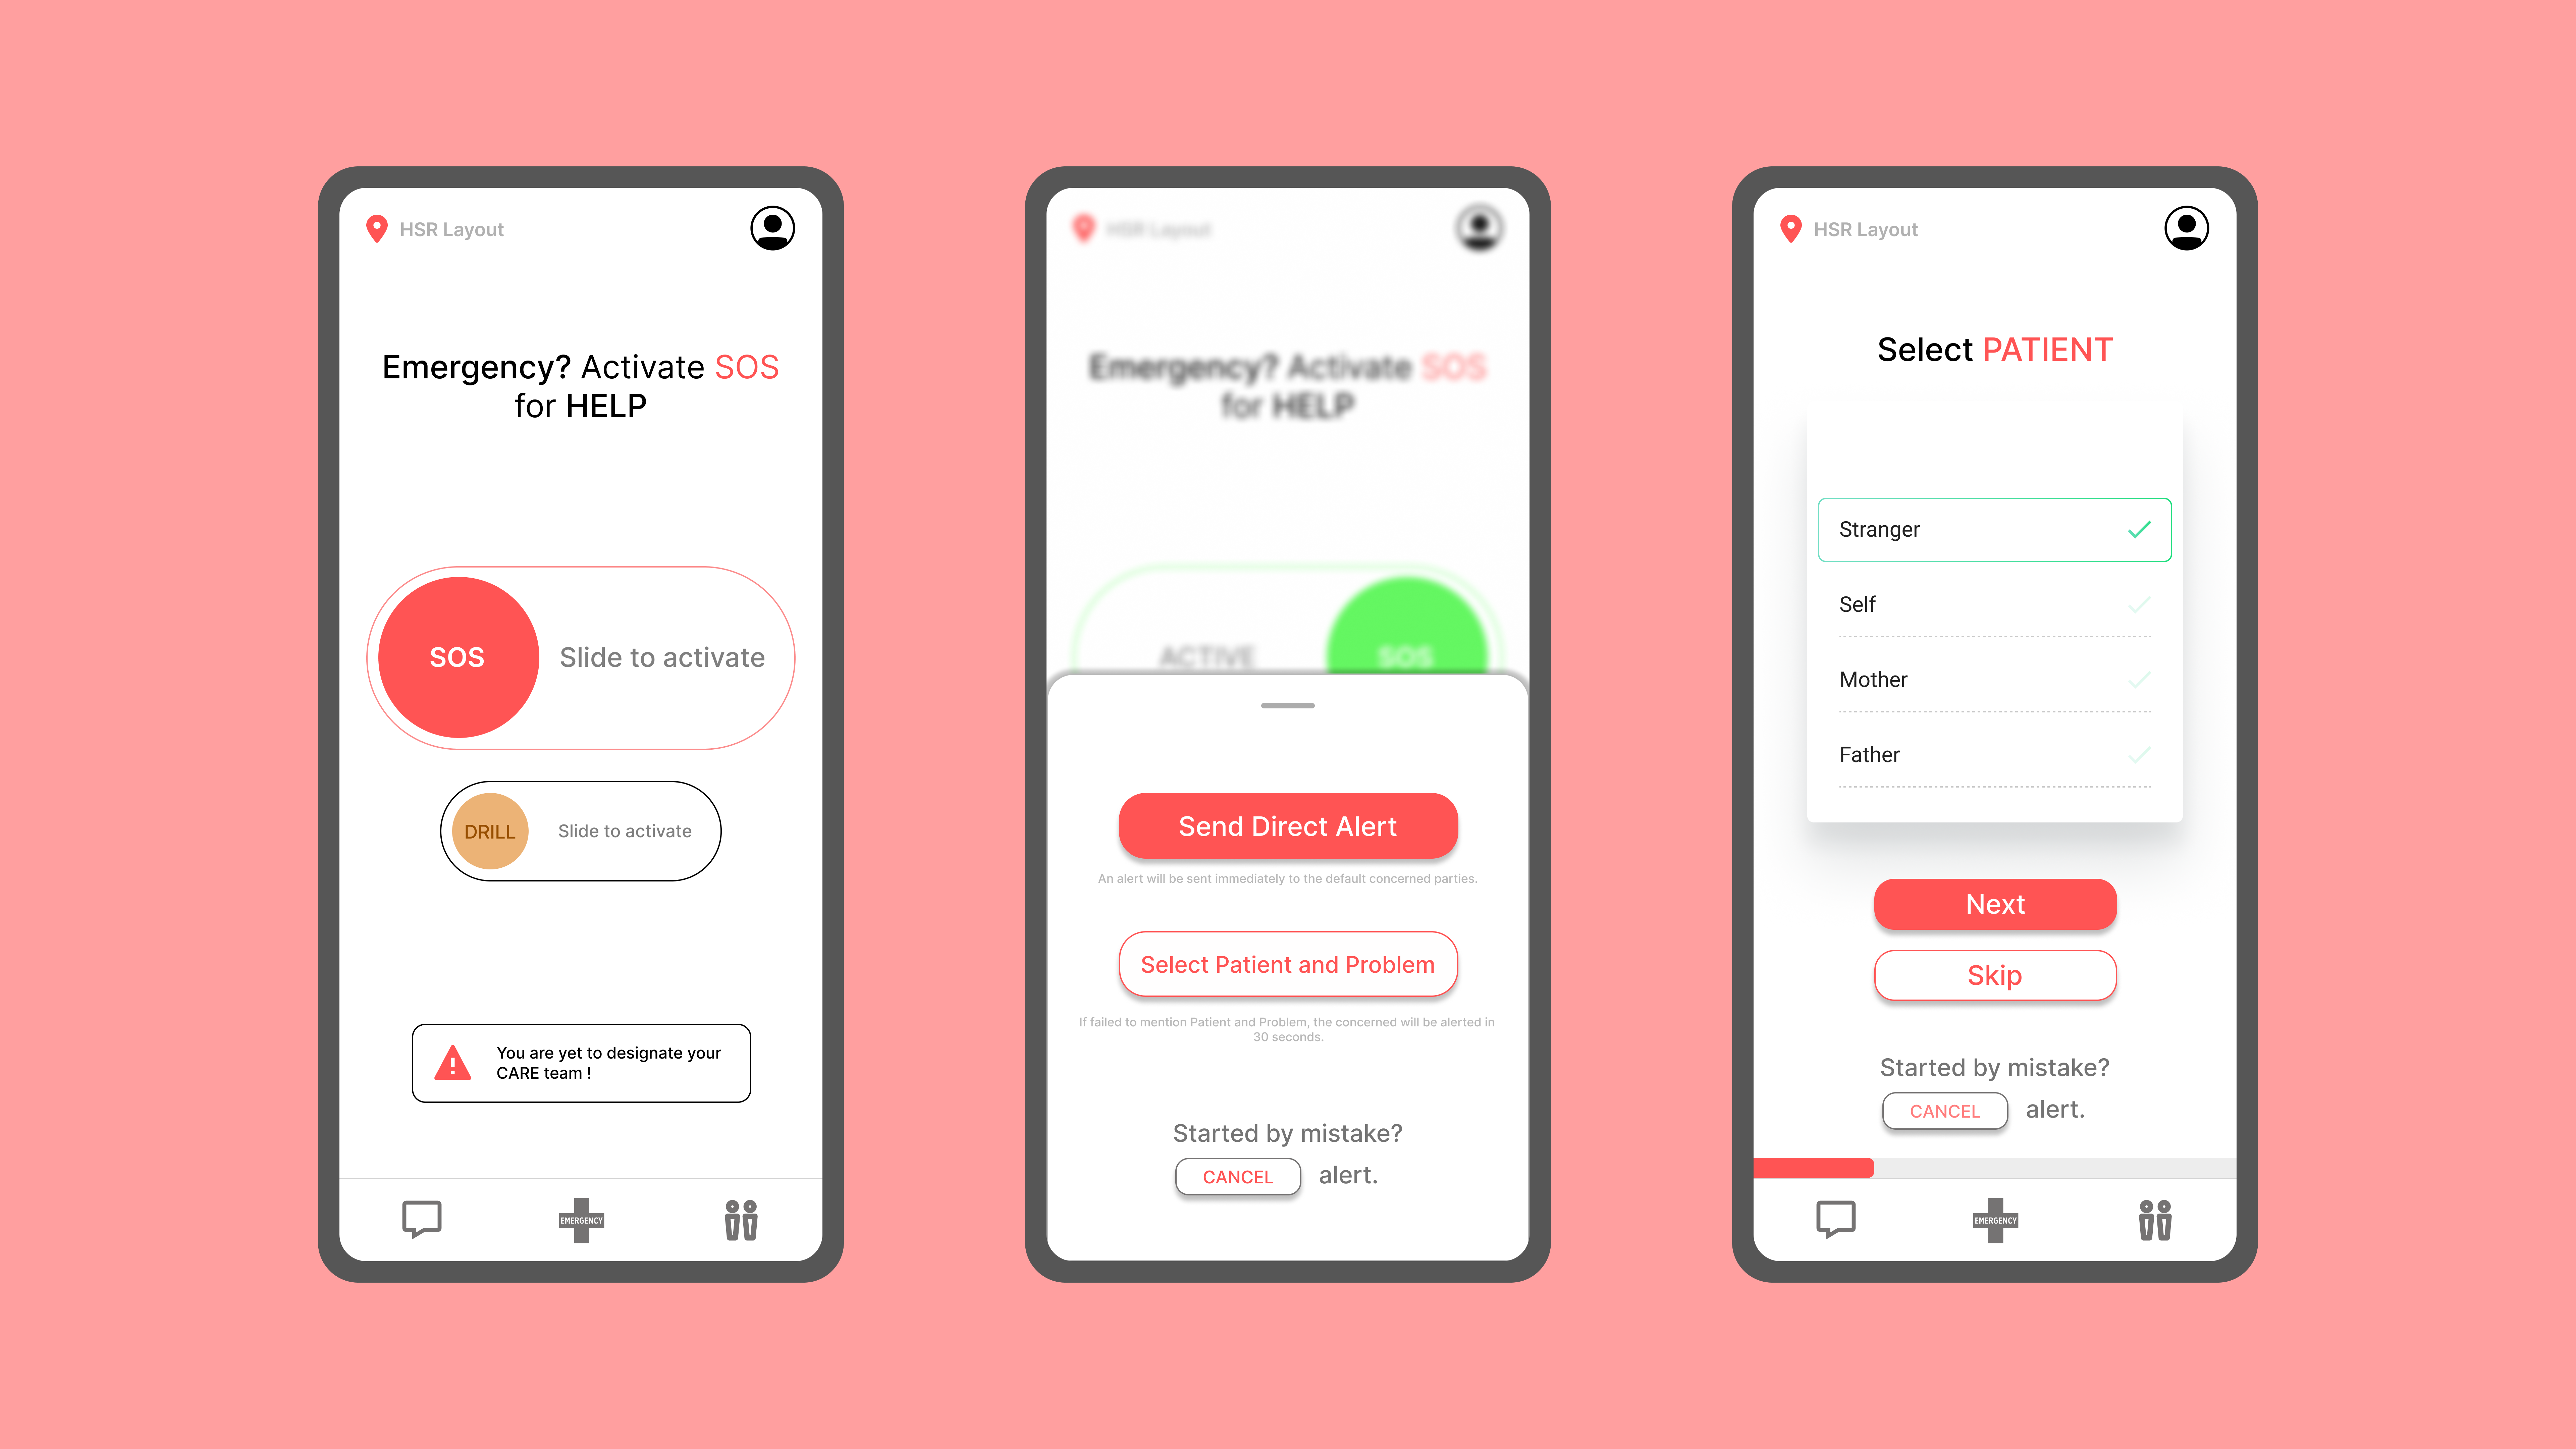 HSR Layout
Emergency? Activate SOS
for HELP
SOS
Slide to activate
DRILL
Slide to activate
You are yet to designate your
CARE team !
EMERGENCY
HSR Layout
Emergency? Activate SOS
for HELP
ACTIVE
SOS
Send Direct Alert
An alert will be sent immediately to the default concerned parties.
Select Patient and Problem
If failed to mention Patient and Problem, the concerned will be alerted in
30 seconds.
Started by mistake?
CANCEL alert.
HSR Layout
Select PATIENT
Stranger
Self
Mother
Father
Next
Skip
Started by mistake?
CANCEL alert.
EMERGENCY